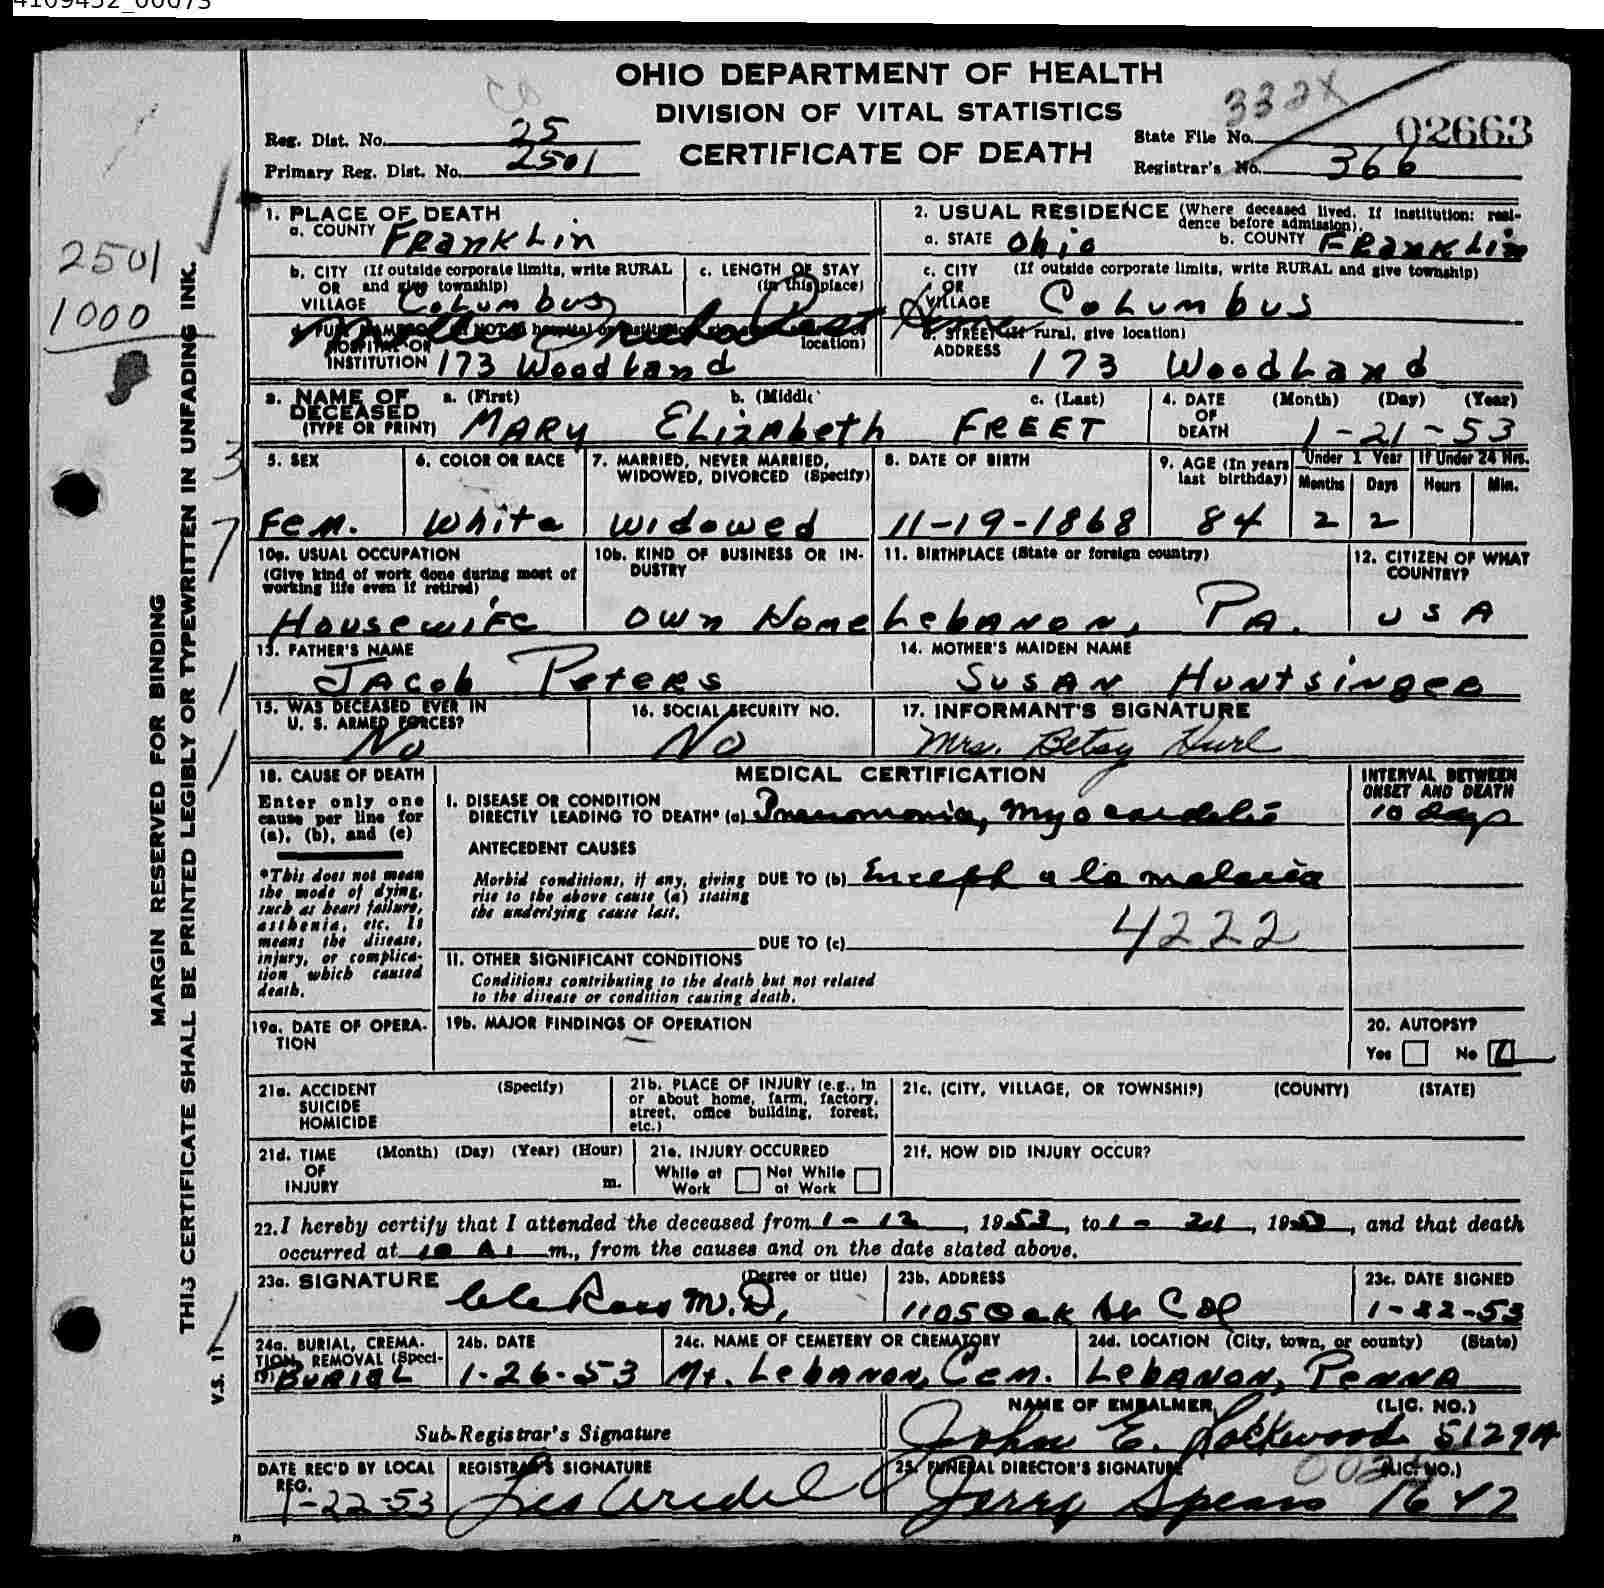 4109452_00073
OHIO DEPARTMENT OF HEALTH
DIVISION OF VITAL STATISTICS
CERTIFICATE OF DEATH
Reg. Dist. No. 25
Primary Reg. Dist. No. 2501
332X
State File No. 02663
Registrar's No. 366
2501
1000
MARGIN RESERVED FOR BINDING
THIS CERTIFICATE SHALL BE PRINTED LEGIBLY OR TYPEWRITTEN IN UNFADING INK.
V.S. 11
1. PLACE OF DEATH
a. COUNTY Franklin
2. USUAL RESIDENCE (Where deceased lived. If institution: residence before admission).
a. STATE Ohio b. COUNTY Franklin
b. CITY (If outside corporate limits, write RURAL
OR and give township)
VILLAGE Columbus
c. LENGTH OF STAY
(in this place)
c. CITY (If outside corporate limits, write RURAL and give township)
OR
VILLAGE Columbus
HOSPITAL OR
INSTITUTION 173 Woodland
location)
d. STREET (If rural, give location)
ADDRESS 173 Woodland
3. NAME OF DECEASED
(TYPE OR PRINT)
a. (First) b. (Middle) c. (Last)
MARY Elizabeth FREET
4. DATE OF DEATH (Month) (Day) (Year)
1-21-53
5. SEX
Fem.
6. COLOR OR RACE
White
7. MARRIED, NEVER MARRIED,
WIDOWED, DIVORCED (Specify)
Widowed
8. DATE OF BIRTH
11-19-1868
9. AGE (In years
last birthday)
84
Under 1 Year
Months Days
2 2
If Under 24 Hrs.
Hours Min.
10a. USUAL OCCUPATION
(Give kind of work done during most of
working life even if retired)
Housewife
10b. KIND OF BUSINESS OR INDUSTRY
Own Home
11. BIRTHPLACE (State or foreign country)
Lebanon, PA.
12. CITIZEN OF WHAT
COUNTRY?
USA
13. FATHER'S NAME
Jacob Peters
14. MOTHER'S MAIDEN NAME
Susan Huntsinger
15. WAS DECEASED EVER IN
U. S. ARMED FORCES?
No
16. SOCIAL SECURITY NO.
No
17. INFORMANT'S SIGNATURE
Mrs. Betsy Hurl
18. CAUSE OF DEATH
Enter only one
cause per line for
(a), (b), and (c)
*This does not mean
the mode of dying,
such as heart failure,
asthenia, etc. It
means the disease,
injury, or complica-
tion which caused
death.
MEDICAL CERTIFICATION
INTERVAL BETWEEN
ONSET AND DEATH
I. DISEASE OR CONDITION
DIRECTLY LEADING TO DEATH* (a) Pneumonia, Myocarditis
10 days
ANTECEDENT CAUSES
Morbid conditions, if any, giving
rise to the above cause (a) stating
the underlying cause last.
DUE TO (b) Encephalomalacia
4222
DUE TO (c)
II. OTHER SIGNIFICANT CONDITIONS
Conditions contributing to the death but not related
to the disease or condition causing death.
19a. DATE OF OPERA-
TION
19b. MAJOR FINDINGS OF OPERATION
20. AUTOPSY?
Yes No
21a. ACCIDENT (Specify)
SUICIDE
HOMICIDE
21b. PLACE OF INJURY (e.g., in
or about home, farm, factory,
street, office building, forest,
etc.)
21c. (CITY, VILLAGE, OR TOWNSHIP) (COUNTY) (STATE)
21d. TIME (Month) (Day) (Year) (Hour)
OF
INJURY m.
21e. INJURY OCCURRED
While at Work Not While at Work
21f. HOW DID INJURY OCCUR?
22. I hereby certify that I attended the deceased from 1-12, 1953, to 1-21, 1953, and that death
occurred at 10 A. m., from the causes and on the date stated above.
23a. SIGNATURE (Degree or title)
M.D.
23b. ADDRESS
1105 Oak St Col
23c. DATE SIGNED
1-22-53
24a. BURIAL, CREMA-
TION, REMOVAL (Speci-
fy) Burial
24b. DATE
1-26-53
24c. NAME OF CEMETERY OR CREMATORY
Mt. Lebanon, Cem.
24d. LOCATION (City, town, or county) (State)
Lebanon, Penna
Sub-Registrar's Signature
NAME OF EMBALMER (LIC. NO.)
John E. Lockwood 5129A
DATE REC'D BY LOCAL
REG.
1-22-53
REGISTRAR'S SIGNATURE
25. FUNERAL DIRECTOR'S SIGNATURE (LIC. NO.)
Jerry Spears 1647